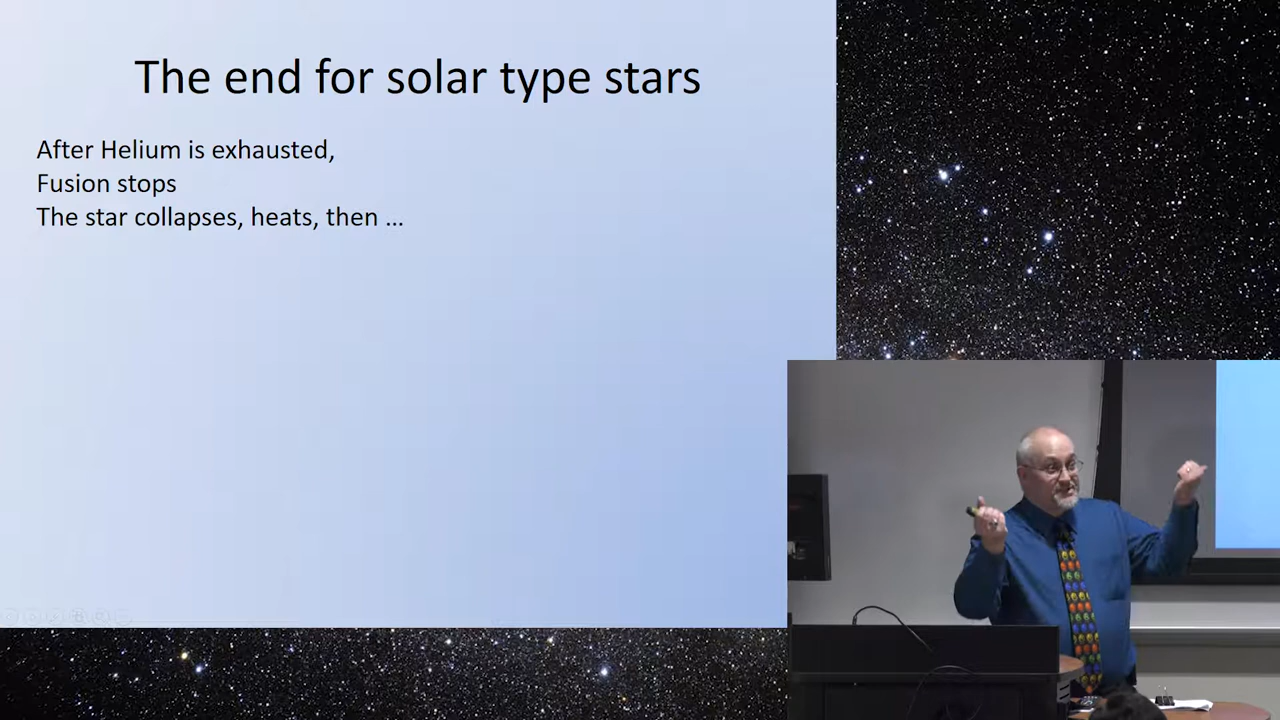 The end for solar type stars
After Helium is exhausted,
Fusion stops
The star collapses, heats, then ...